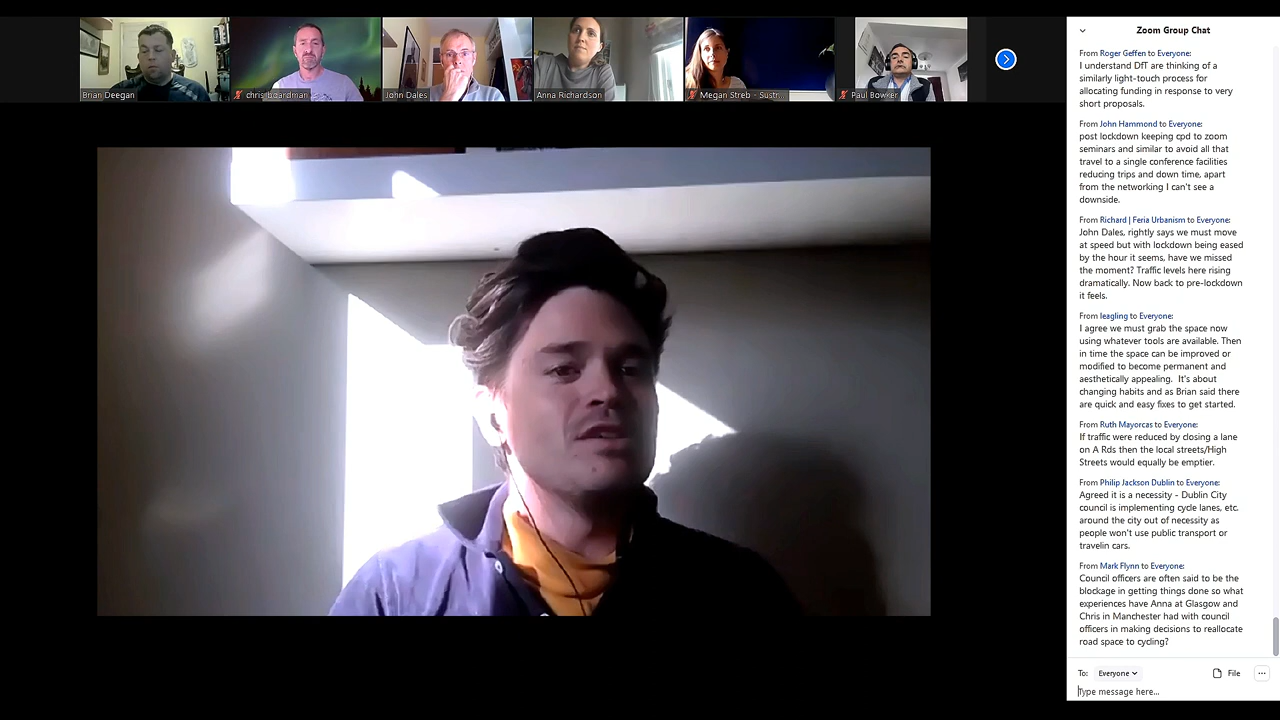 Brian Deegan
chris boardman
John Dales
Anna Richardson
Megan Streb - Sustr...
Paul Bowker
Zoom Group Chat
From Roger Geffen to Everyone:
I understand DfT are thinking of a
similarly light-touch process for
allocating funding in response to very
short proposals.
From John Hammond to Everyone:
post lockdown keeping cpd to zoom
seminars and similar to avoid all that
travel to a single conference facilities
reducing trips and down time, apart
from the networking I can't see a
downside.
From Richard | Feria Urbanism to Everyone:
John Dales, rightly says we must move
at speed but with lockdown being eased
by the hour it seems, have we missed
the moment? Traffic levels here rising
dramatically. Now back to pre-lockdown
it feels.
From leagling to Everyone:
I agree we must grab the space now
using whatever tools are available. Then
in time the space can be improved or
modified to become permanent and
aesthetically appealing.  It's about
changing habits and as Brian said there
are quick and easy fixes to get started.
From Ruth Mayorcas to Everyone:
If traffic were reduced by closing a lane
on A Rds then the local streets/High
Streets would equally be emptier.
From Philip Jackson Dublin to Everyone:
Agreed it is a necessity - Dublin City
council is implementing cycle lanes, etc.
around the city out of necessity as
people won't use public transport or
travelin cars.
From Mark Flynn to Everyone:
Council officers are often said to be the
blockage in getting things done so what
experiences have Anna at Glasgow and
Chris in Manchester had with council
officers in making decisions to reallocate
road space to cycling?
To: Everyone File ...
Type message here...